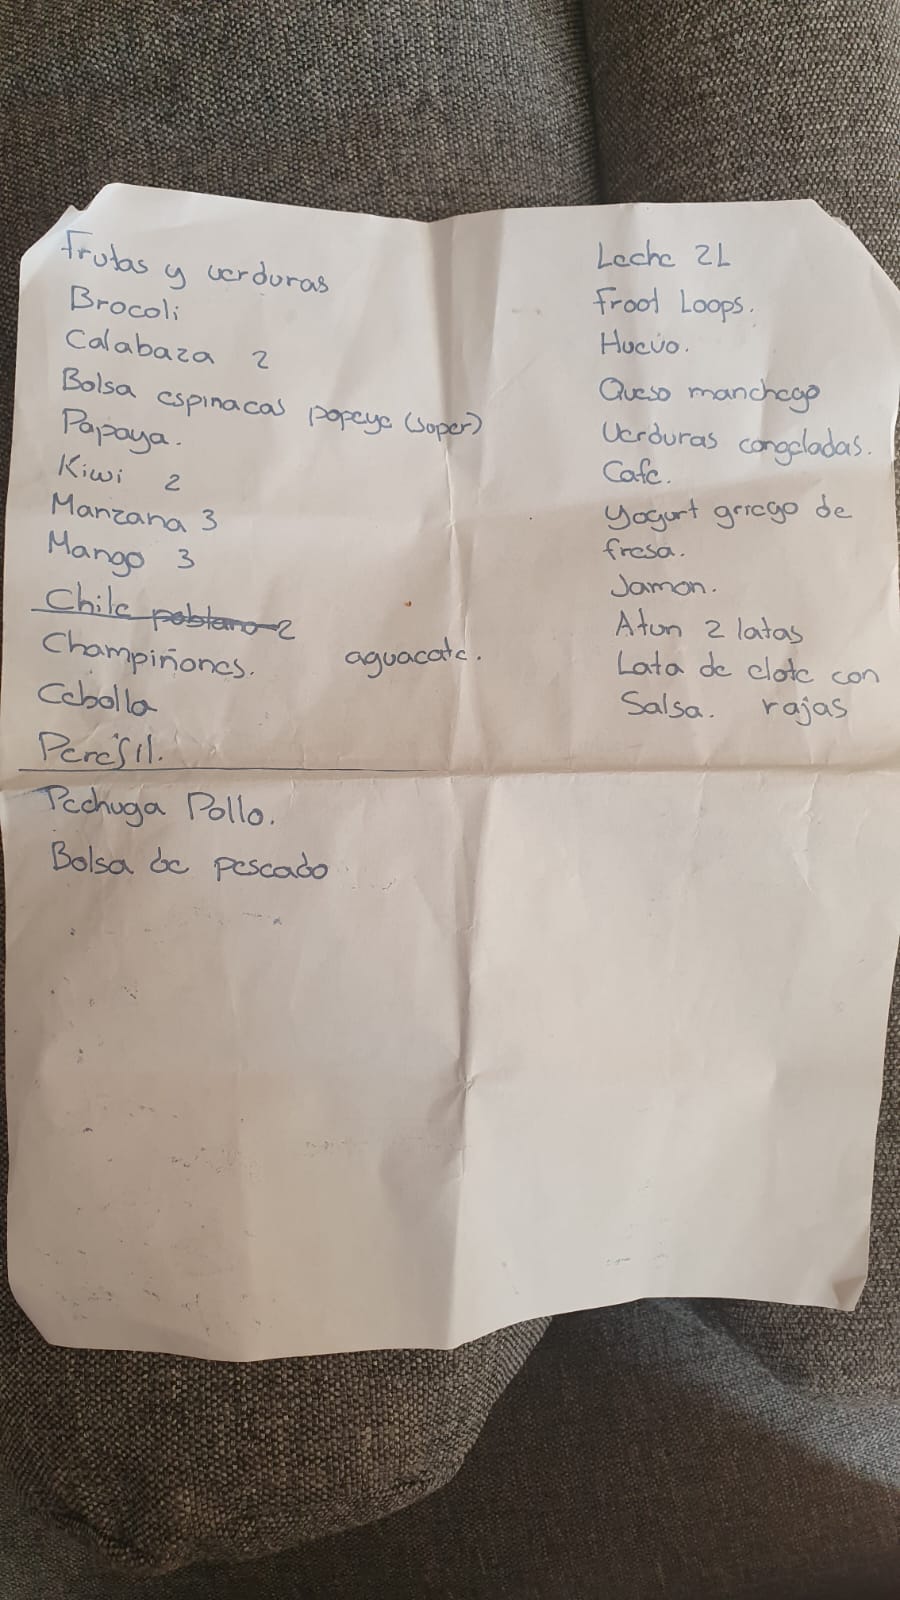 Frutas y verduras
Brocoli
Calabaza 2
Bolsa espinacas popeye (super)
Papaya.
Kiwi 2
Manzana 3
Mango 3
Chile poblano 2
Champiñones. aguacate.
Cebolla
Perejil.
Pechuga Pollo.
Bolsa de pescado
Leche 2L
Froot Loops.
Huevo.
Queso manchego
Verduras congeladas.
Cafe.
Yogurt griego de
fresa.
Jamon.
Atun 2 latas
Lata de elote con
Salsa. rajas